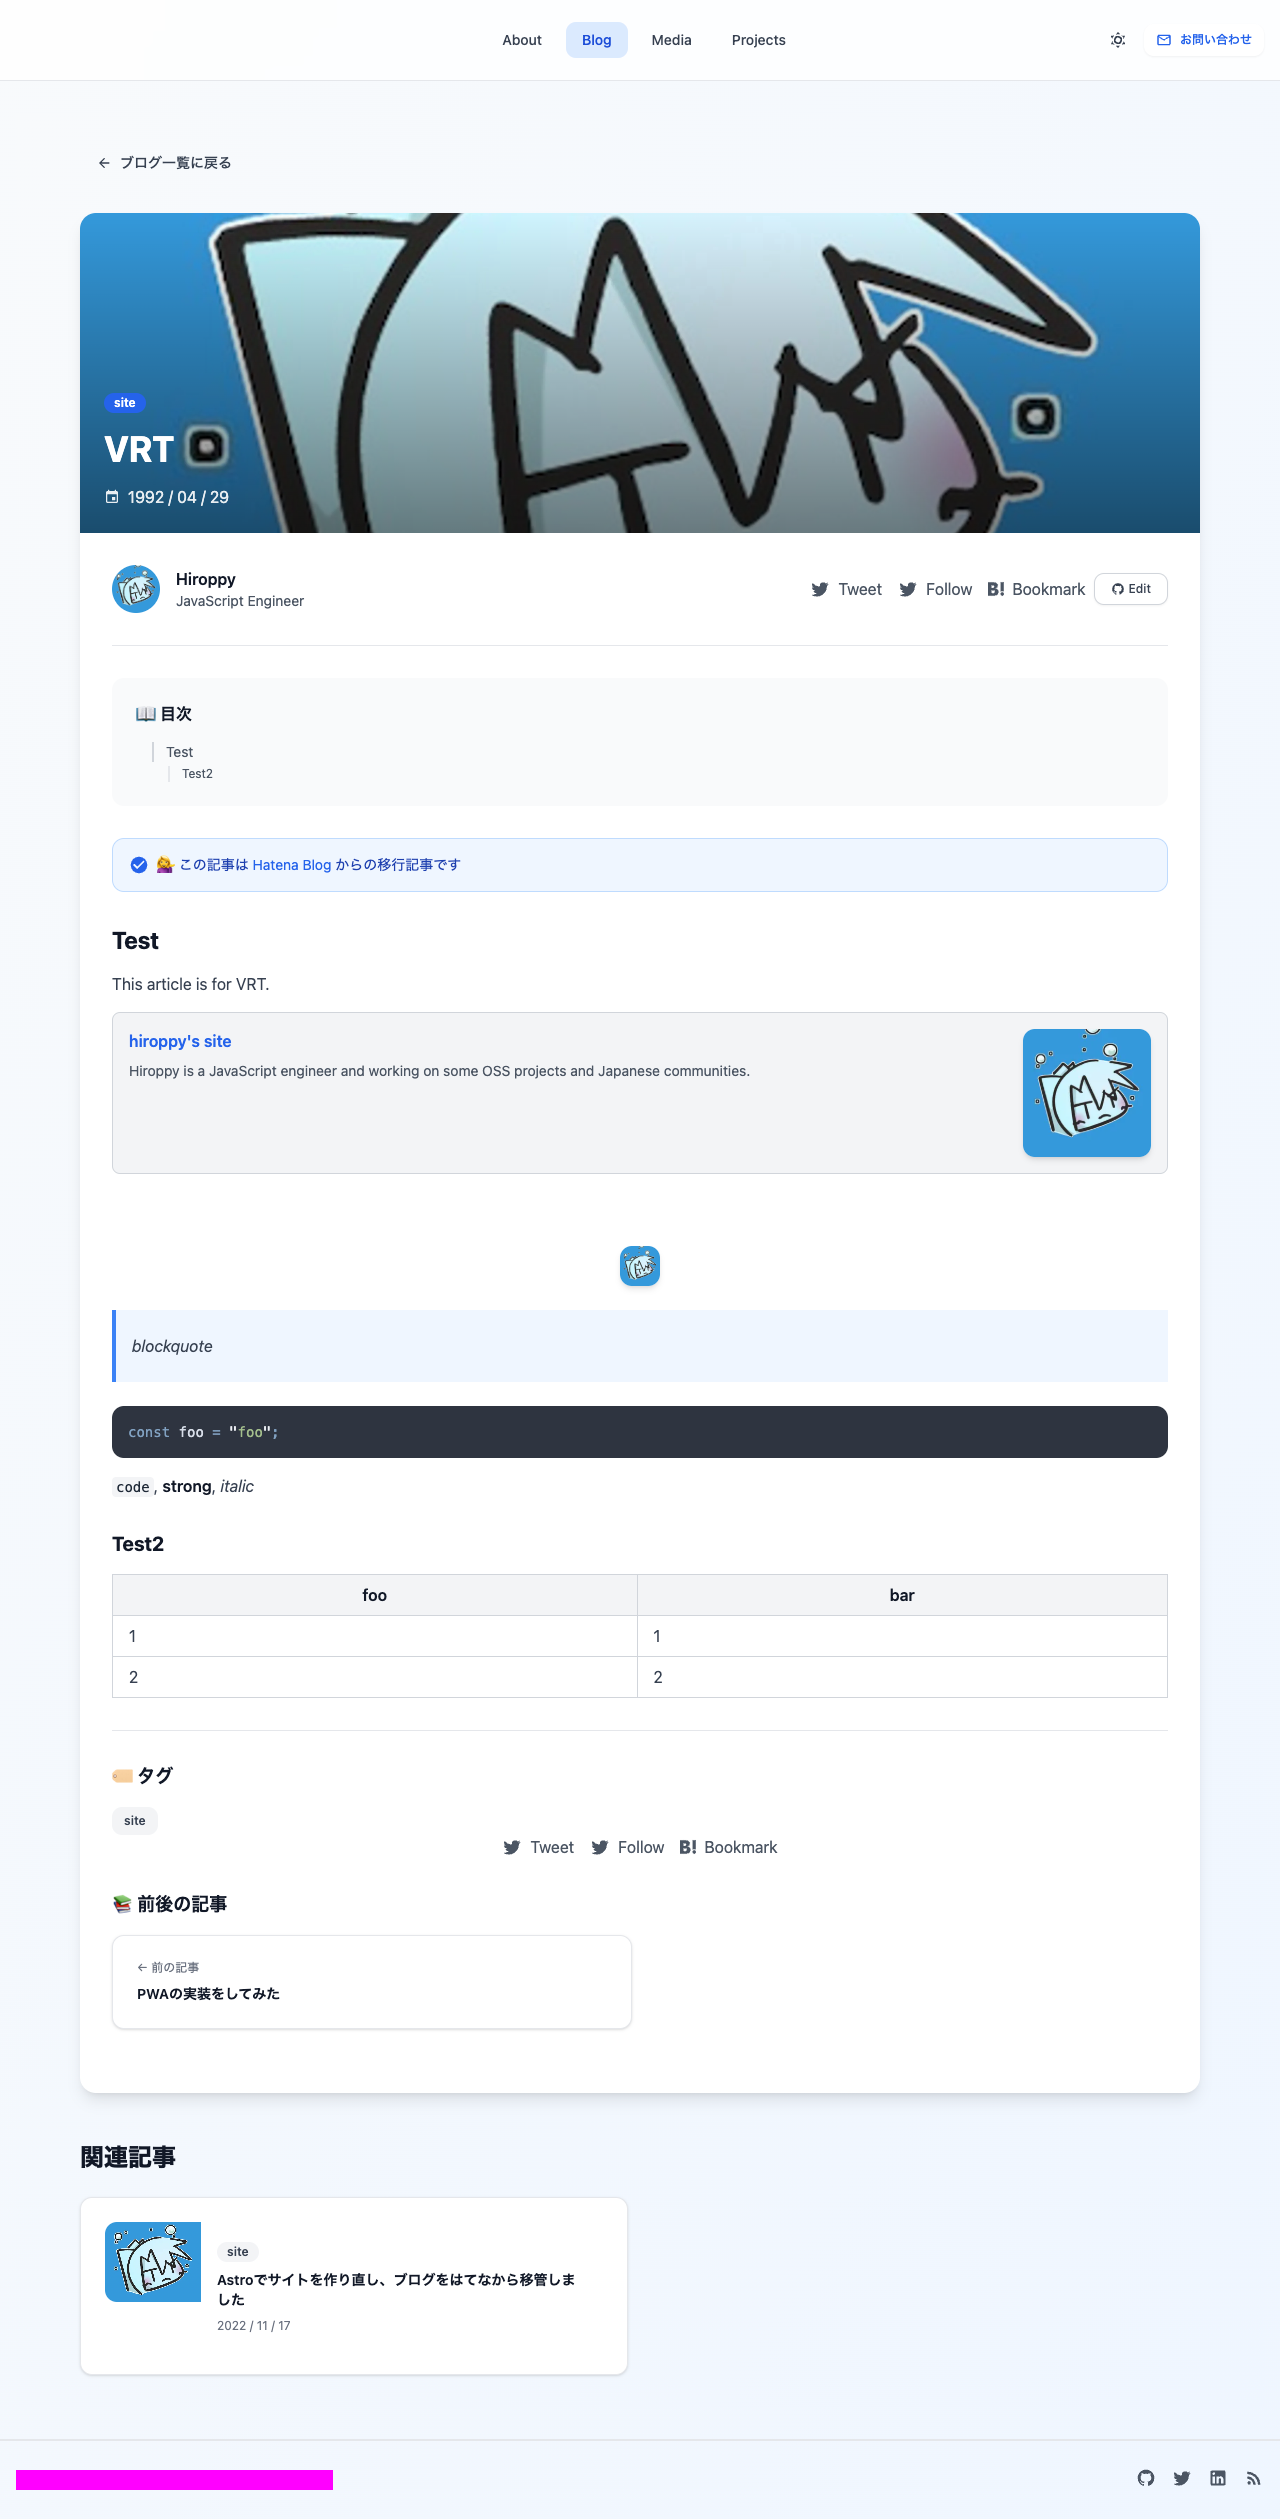 About
Blog
Media
Projects
お問い合わせ
← ブログ一覧に戻る
site
VRT
1992 / 04 / 29
Hiroppy
JavaScript Engineer
Tweet
Follow
B! Bookmark
Edit
📖 目次
Test
Test2
💁‍♀️ この記事は Hatena Blog からの移行記事です
Test
This article is for VRT.
hiroppy's site
Hiroppy is a JavaScript engineer and working on some OSS projects and Japanese communities.
blockquote
const foo = "foo";
code, strong, italic
Test2
foo bar
1 1
2 2
🏷️ タグ
site
Tweet
Follow
B! Bookmark
📚 前後の記事
← 前の記事
PWAの実装をしてみた
関連記事
site
Astroでサイトを作り直し、ブログをはてなから移管しま
した
2022 / 11 / 17